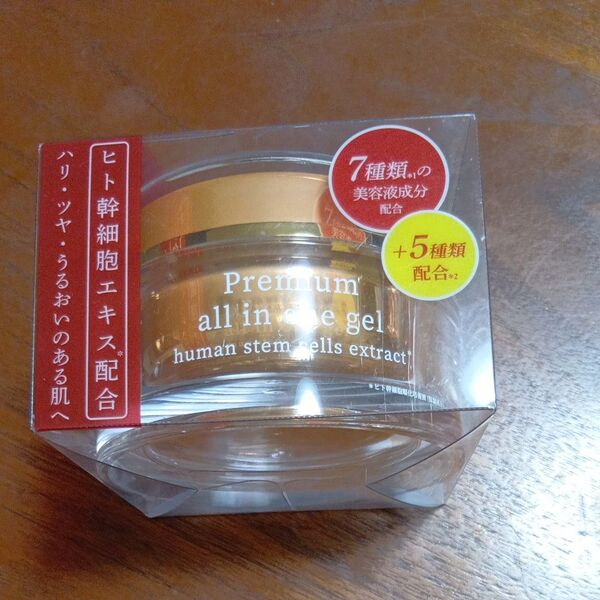 ヒト幹細胞エキス*配合
ハリ・ツヤ・うるおいのある肌へ
7種類*1の
美容液成分
配合
+5種類
配合*2
Premium
all in one gel
human stem sells extract*